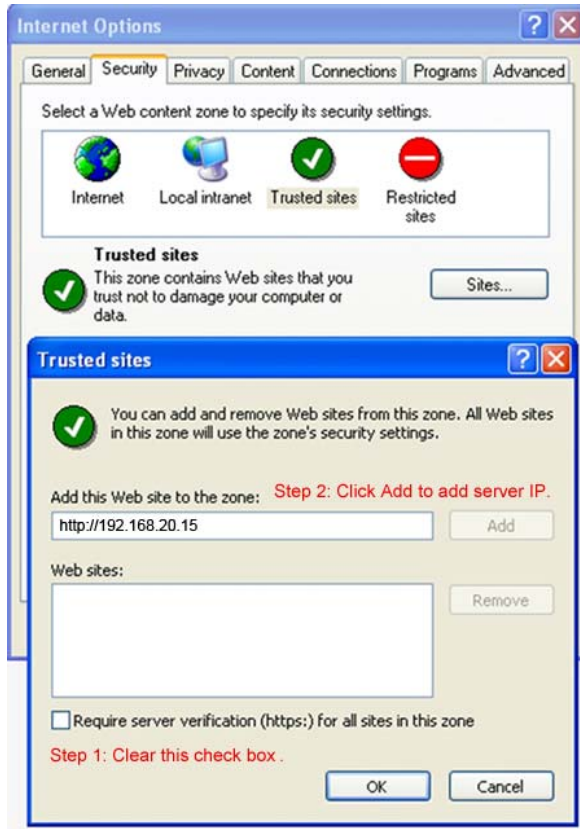 Internet Options
General Security Privacy Content Connections Programs Advanced
Select a Web content zone to specify its security settings.
Internet
Local intranet
Trusted sites
Restricted
sites
Trusted sites
This zone contains Web sites that you
trust not to damage your computer or
data.
Sites...
Trusted sites
You can add and remove Web sites from this zone. All Web sites
in this zone will use the zone's security settings.
Add this Web site to the zone:
Step 2: Click Add to add server IP.
http://192.168.20.15
Add
Web sites:
Remove
Require server verification (https:) for all sites in this zone
Step 1: Clear this check box .
OK
Cancel